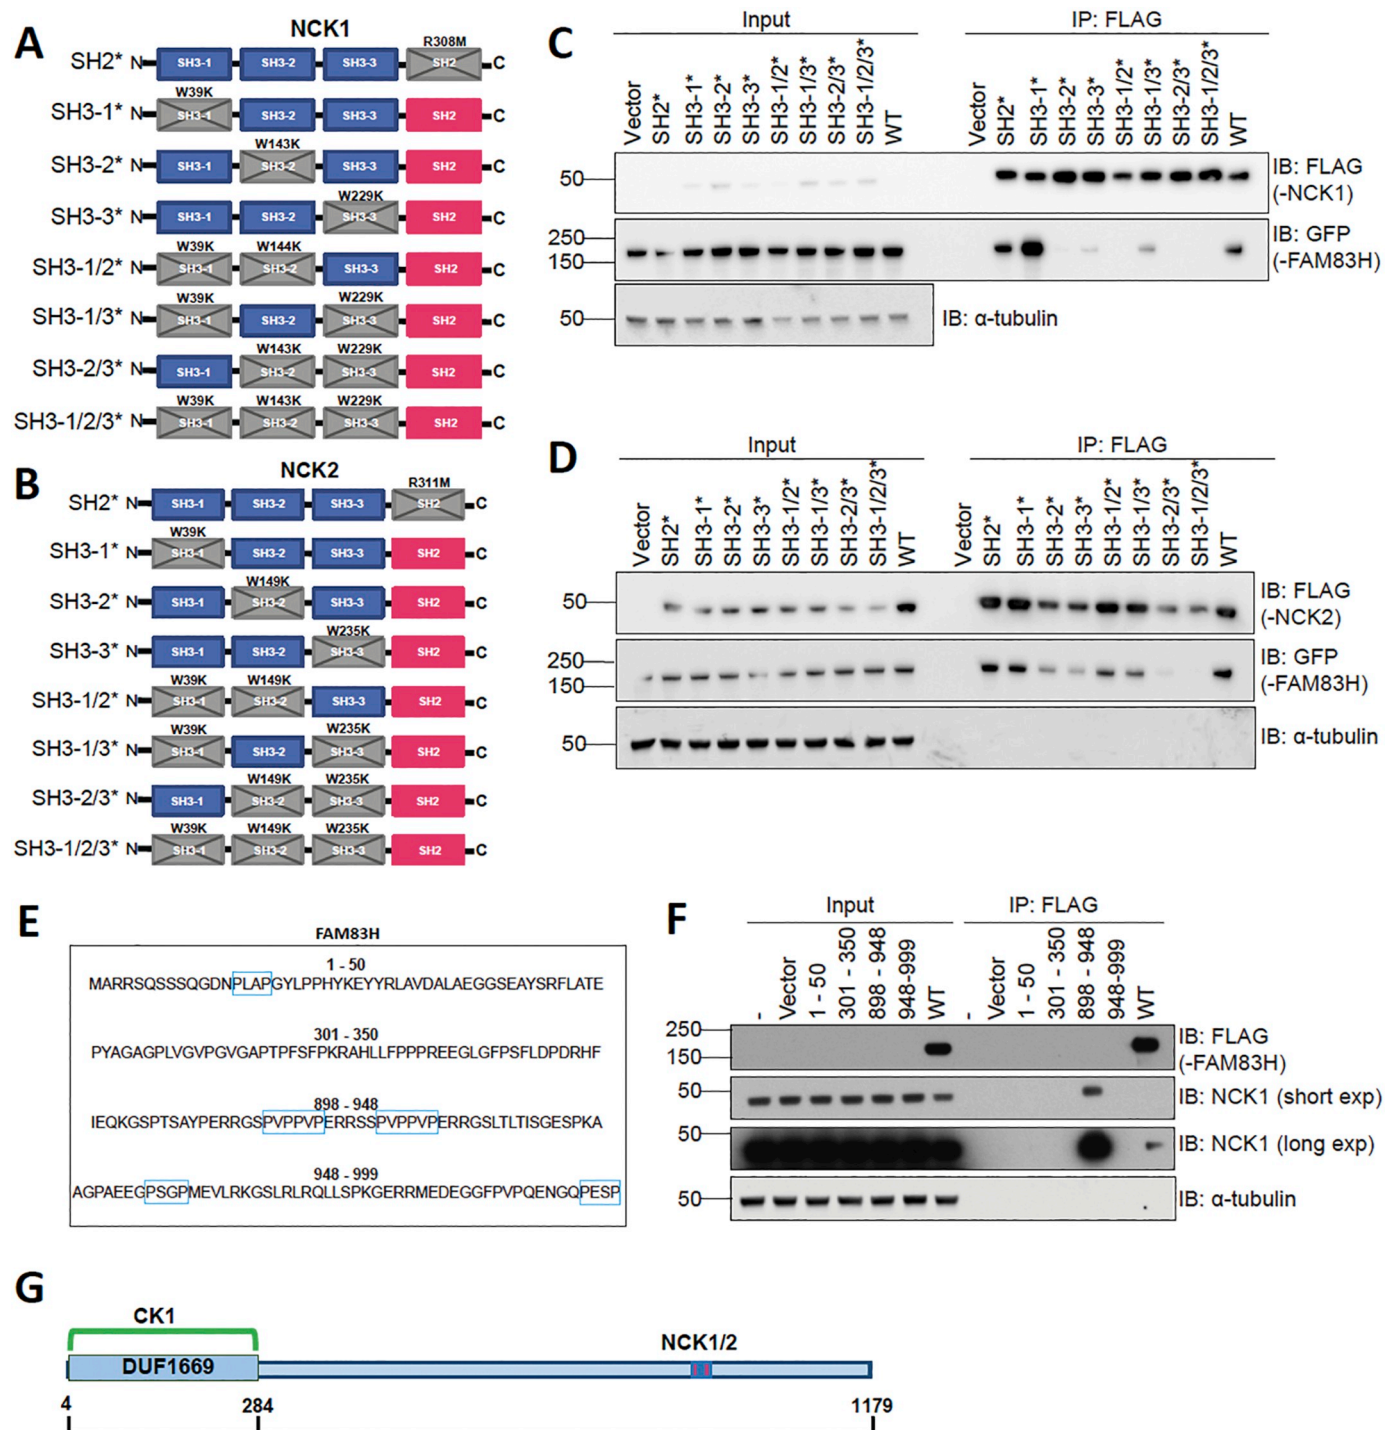 A
NCK1
R308M
SH2* N SH3-1 SH3-2 SH3-3 SH2 C
W39K
SH3-1* N SH3-1 SH3-2 SH3-3 SH2 C
W143K
SH3-2* N SH3-1 SH3-2 SH3-3 SH2 C
W229K
SH3-3* N SH3-1 SH3-2 SH3-3 SH2 C
W39K W144K
SH3-1/2* N SH3-1 SH3-2 SH3-3 SH2 C
W39K W229K
SH3-1/3* N SH3-1 SH3-2 SH3-3 SH2 C
W143K W229K
SH3-2/3* N SH3-1 SH3-2 SH3-3 SH2 C
W39K W143K W229K
SH3-1/2/3* N SH3-1 SH3-2 SH3-3 SH2 C
B
NCK2
R311M
SH2* N SH3-1 SH3-2 SH3-3 SH2 C
W39K
SH3-1* N SH3-1 SH3-2 SH3-3 SH2 C
W149K
SH3-2* N SH3-1 SH3-2 SH3-3 SH2 C
W235K
SH3-3* N SH3-1 SH3-2 SH3-3 SH2 C
W39K W149K
SH3-1/2* N SH3-1 SH3-2 SH3-3 SH2 C
W39K W235K
SH3-1/3* N SH3-1 SH3-2 SH3-3 SH2 C
W149K W235K
SH3-2/3* N SH3-1 SH3-2 SH3-3 SH2 C
W39K W149K W235K
SH3-1/2/3* N SH3-1 SH3-2 SH3-3 SH2 C
C
Input IP: FLAG
Vector SH2* SH3-1* SH3-2* SH3-3* SH3-1/2* SH3-1/3* SH3-2/3* SH3-1/2/3* WT Vector SH2* SH3-1* SH3-2* SH3-3* SH3-1/2* SH3-1/3* SH3-2/3* SH3-1/2/3* WT
50 IB: FLAG
(-NCK1)
250 IB: GFP
150 (-FAM83H)
50 IB: α-tubulin
D
Input IP: FLAG
Vector SH2* SH3-1* SH3-2* SH3-3* SH3-1/2* SH3-1/3* SH3-2/3* SH3-1/2/3* WT Vector SH2* SH3-1* SH3-2* SH3-3* SH3-1/2* SH3-1/3* SH3-2/3* SH3-1/2/3* WT
50 IB: FLAG
(-NCK2)
250 IB: GFP
150 (-FAM83H)
50 IB: α-tubulin
E
FAM83H
1 - 50
MARRSQSSSQGDNPLAPGYLPPHYKEYYRLAVDALAEGGSEAYSRFLATE
301 - 350
PYAGAGPLVGVPGVGAPTPFSFPKRAHLLFPPPREEGLGFPSFLDPDRHF
898 - 948
IEQKGSPTSAYPERRGSPVPPVPERRSSPVPPVPERRGSLTLTISGESPKA
948 - 999
AGPAEEGPSGPMEVLRKGSLRLRQLLSPKGERRMEDEGGFPVPQENGQPESP
F
Input IP: FLAG
- Vector 1 - 50 301 - 350 898 - 948 948-999 WT - Vector 1 - 50 301 - 350 898 - 948 948-999 WT
250 IB: FLAG
150 (-FAM83H)
50 IB: NCK1 (short exp)
50 IB: NCK1 (long exp)
50 IB: α-tubulin
G
CK1
NCK1/2
DUF1669
4 284 1179